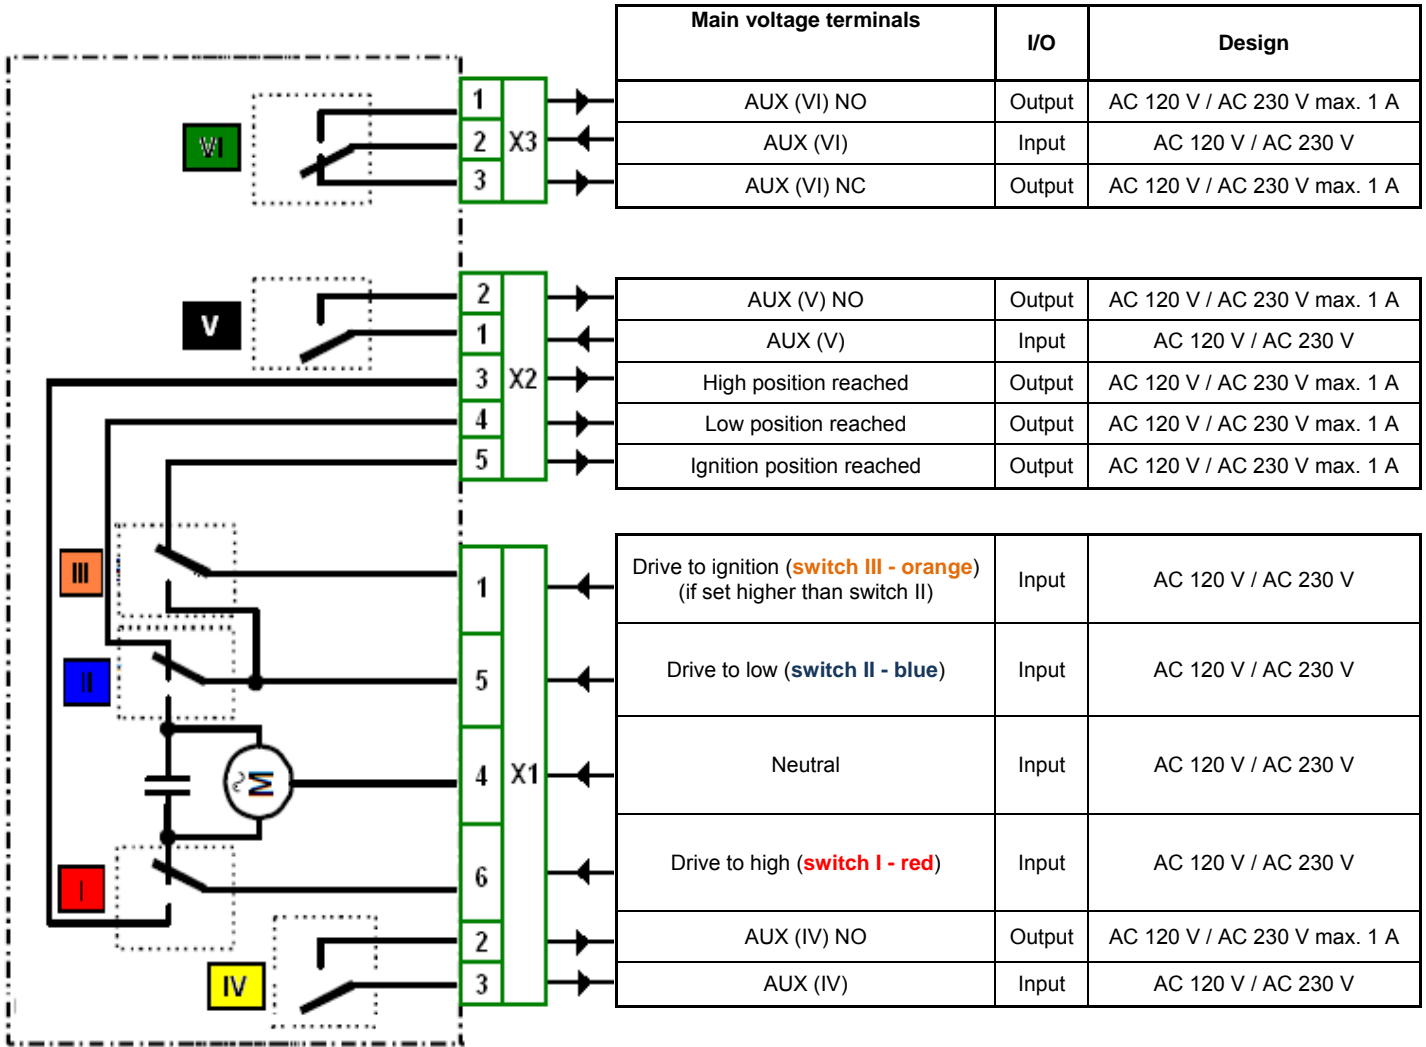 Main voltage terminals I/O Design
VI 1 X3 AUX (VI) NO Output AC 120 V / AC 230 V max. 1 A
2 AUX (VI) Input AC 120 V / AC 230 V
3 AUX (VI) NC Output AC 120 V / AC 230 V max. 1 A
V 2 X2 AUX (V) NO Output AC 120 V / AC 230 V max. 1 A
1 AUX (V) Input AC 120 V / AC 230 V
3 High position reached Output AC 120 V / AC 230 V max. 1 A
4 Low position reached Output AC 120 V / AC 230 V max. 1 A
5 Ignition position reached Output AC 120 V / AC 230 V max. 1 A
III 1 X1 Drive to ignition (switch III - orange)
(if set higher than switch II) Input AC 120 V / AC 230 V
II 5 Drive to low (switch II - blue) Input AC 120 V / AC 230 V
M ~ 4 Neutral Input AC 120 V / AC 230 V
I 6 Drive to high (switch I - red) Input AC 120 V / AC 230 V
IV 2 AUX (IV) NO Output AC 120 V / AC 230 V max. 1 A
3 AUX (IV) Input AC 120 V / AC 230 V